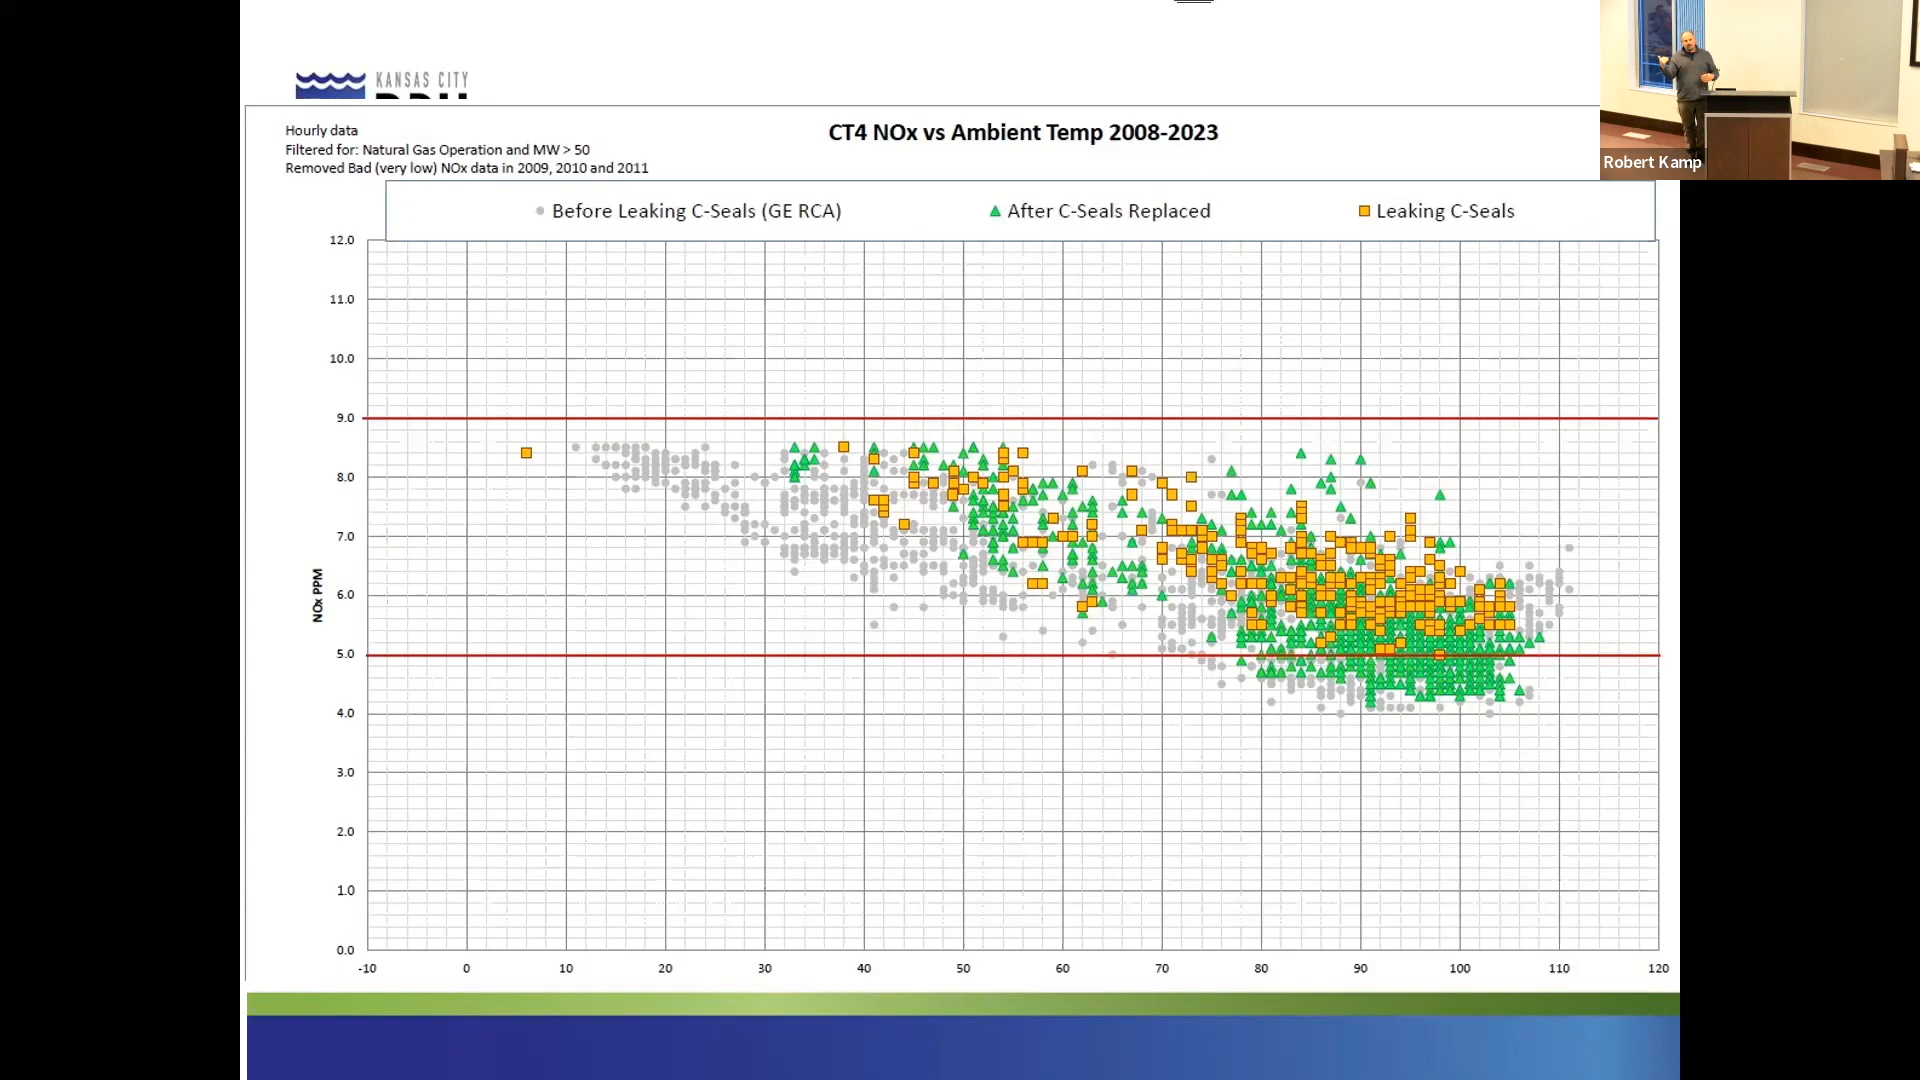 KANSAS CITY
Hourly data
Filtered for: Natural Gas Operation and MW > 50
Removed Bad (very low) NOx data in 2009, 2010 and 2011
CT4 NOx vs Ambient Temp 2008-2023
Robert Kamp
Before Leaking C-Seals (GE RCA)
After C-Seals Replaced
Leaking C-Seals
12.0
11.0
10.0
9.0
8.0
7.0
6.0
5.0
4.0
3.0
2.0
1.0
0.0
NOx PPM
-10 0 10 20 30 40 50 60 70 80 90 100 110 120